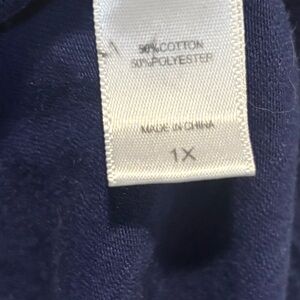 50%COTTON
50%POLYESTER
MADE IN CHINA
1X